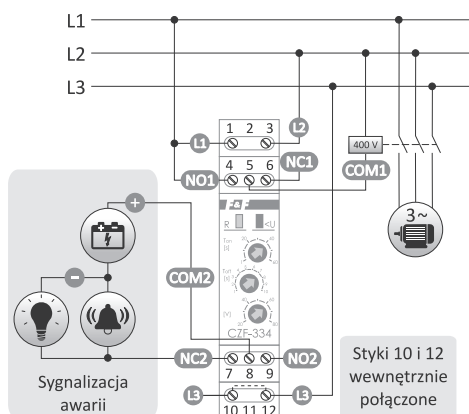 L1
L2
L3
L1
1 2 3
L2
400 V
4 5 6
NC1
COM1
NO1
F&F
R
<U
3~
+
COM2
-
[V]
CZF-334
NC2
7 8 9
NO2
Sygnalizacja
awarii
L3
10 11 12
L3
Styki 10 i 12
wewnętrznie
połączone